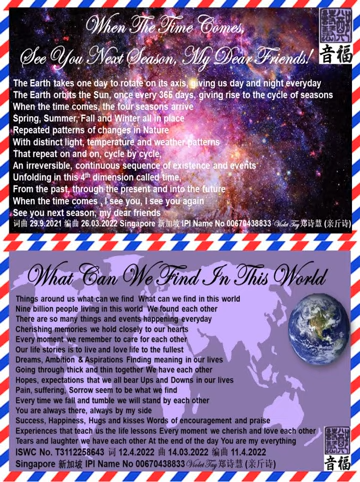 When The Time Comes,
See You Next Season, My Dear Friends!
音福
The Earth takes one day to rotate on its axis, giving us day and night everyday
The Earth orbits the Sun, once every 365 days, giving rise to the cycle of seasons
When the time comes, the four seasons arrive
Spring, Summer, Fall and Winter all in place
Repeated patterns of changes in Nature
With distinct light, temperature and weather patterns
That repeat on and on, cycle by cycle,
An irreversible, continuous sequence of existence and events
Unfolding in this 4th dimension called time,
From the past, through the present and into the future
When the time comes , I see you, I see you again
See you next season, my dear friends
词曲 29.9.2021 编曲 26.03.2022 Singapore 新加坡 IPI Name No 00670438833 Violet Tay 郑诗慧 (亲斤诗)
What Can We Find In This World
Things around us what can we find What can we find in this world
Nine billion people living in this world We found each other
There are so many things and events happening everyday
Cherishing memories we hold closely to our hearts
Every moment we remember to care for each other
Our life stories is to live and love life to the fullest
Dreams, Ambition & Aspirations Finding meaning in our lives
Going through thick and thin together We have each other
Hopes, expectations that we all bear Ups and Downs in our lives
Pain, suffering, Sorrow seem to be what we find
Every time we fall and tumble we will stand by each other
You are always there, always by my side
Success, Happiness, Hugs and kisses Words of encouragement and praise
Experiences that teach us the life lessons Every moment we cherish and love each other
Tears and laughter we have each other At the end of the day You are my everything
ISWC No. T3112258643 词 12.4.2022 曲 14.03.2022 编曲 11.4.2022
Singapore 新加坡 IPI Name No 00670438833 Violet Tay 郑诗慧 (亲斤诗)
音福